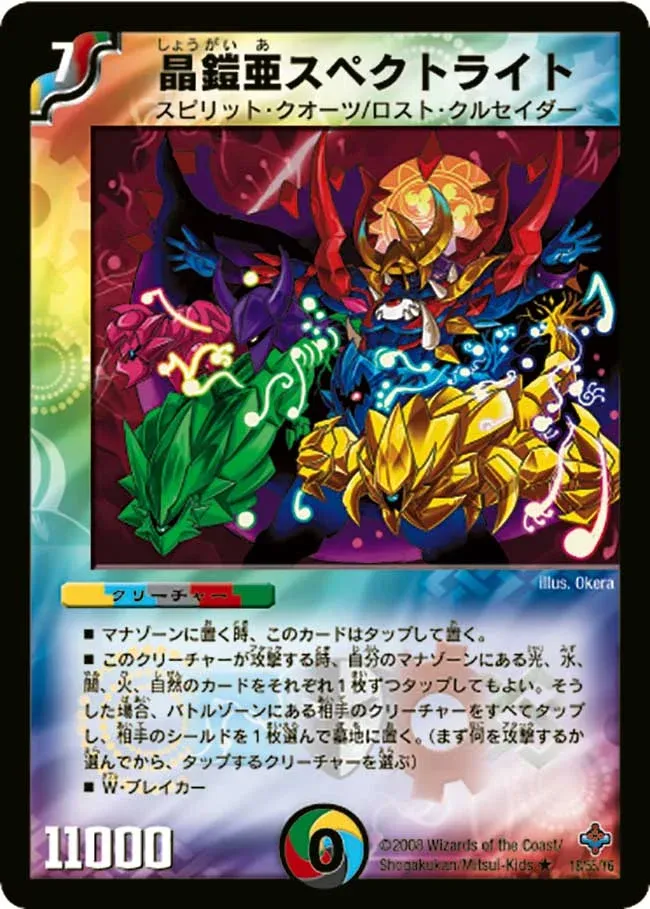 7
しょうがい あ
晶鎧亜スペクトライト
スピリット・クオーツ/ロスト・クルセイダー
illus. Okera
クリーチャー
■ マナゾーンに置く時、このカードはタップして置く。
■ このクリーチャーが攻撃する時、自分のマナゾーンにある光、水、
闇、火、自然のカードをそれぞれ1枚ずつタップしてもよい。そう
した場合、バトルゾーンにある相手のクリーチャーをすべてタップ
し、相手のシールドを1枚選んで墓地に置く。(まず何を攻撃するか
選んでから、タップするクリーチャーを選ぶ)
■ W・ブレイカー
11000
0
©2008 Wizards of the Coast/
Shogakukan/Mitsui-Kids ★ 18/55/16